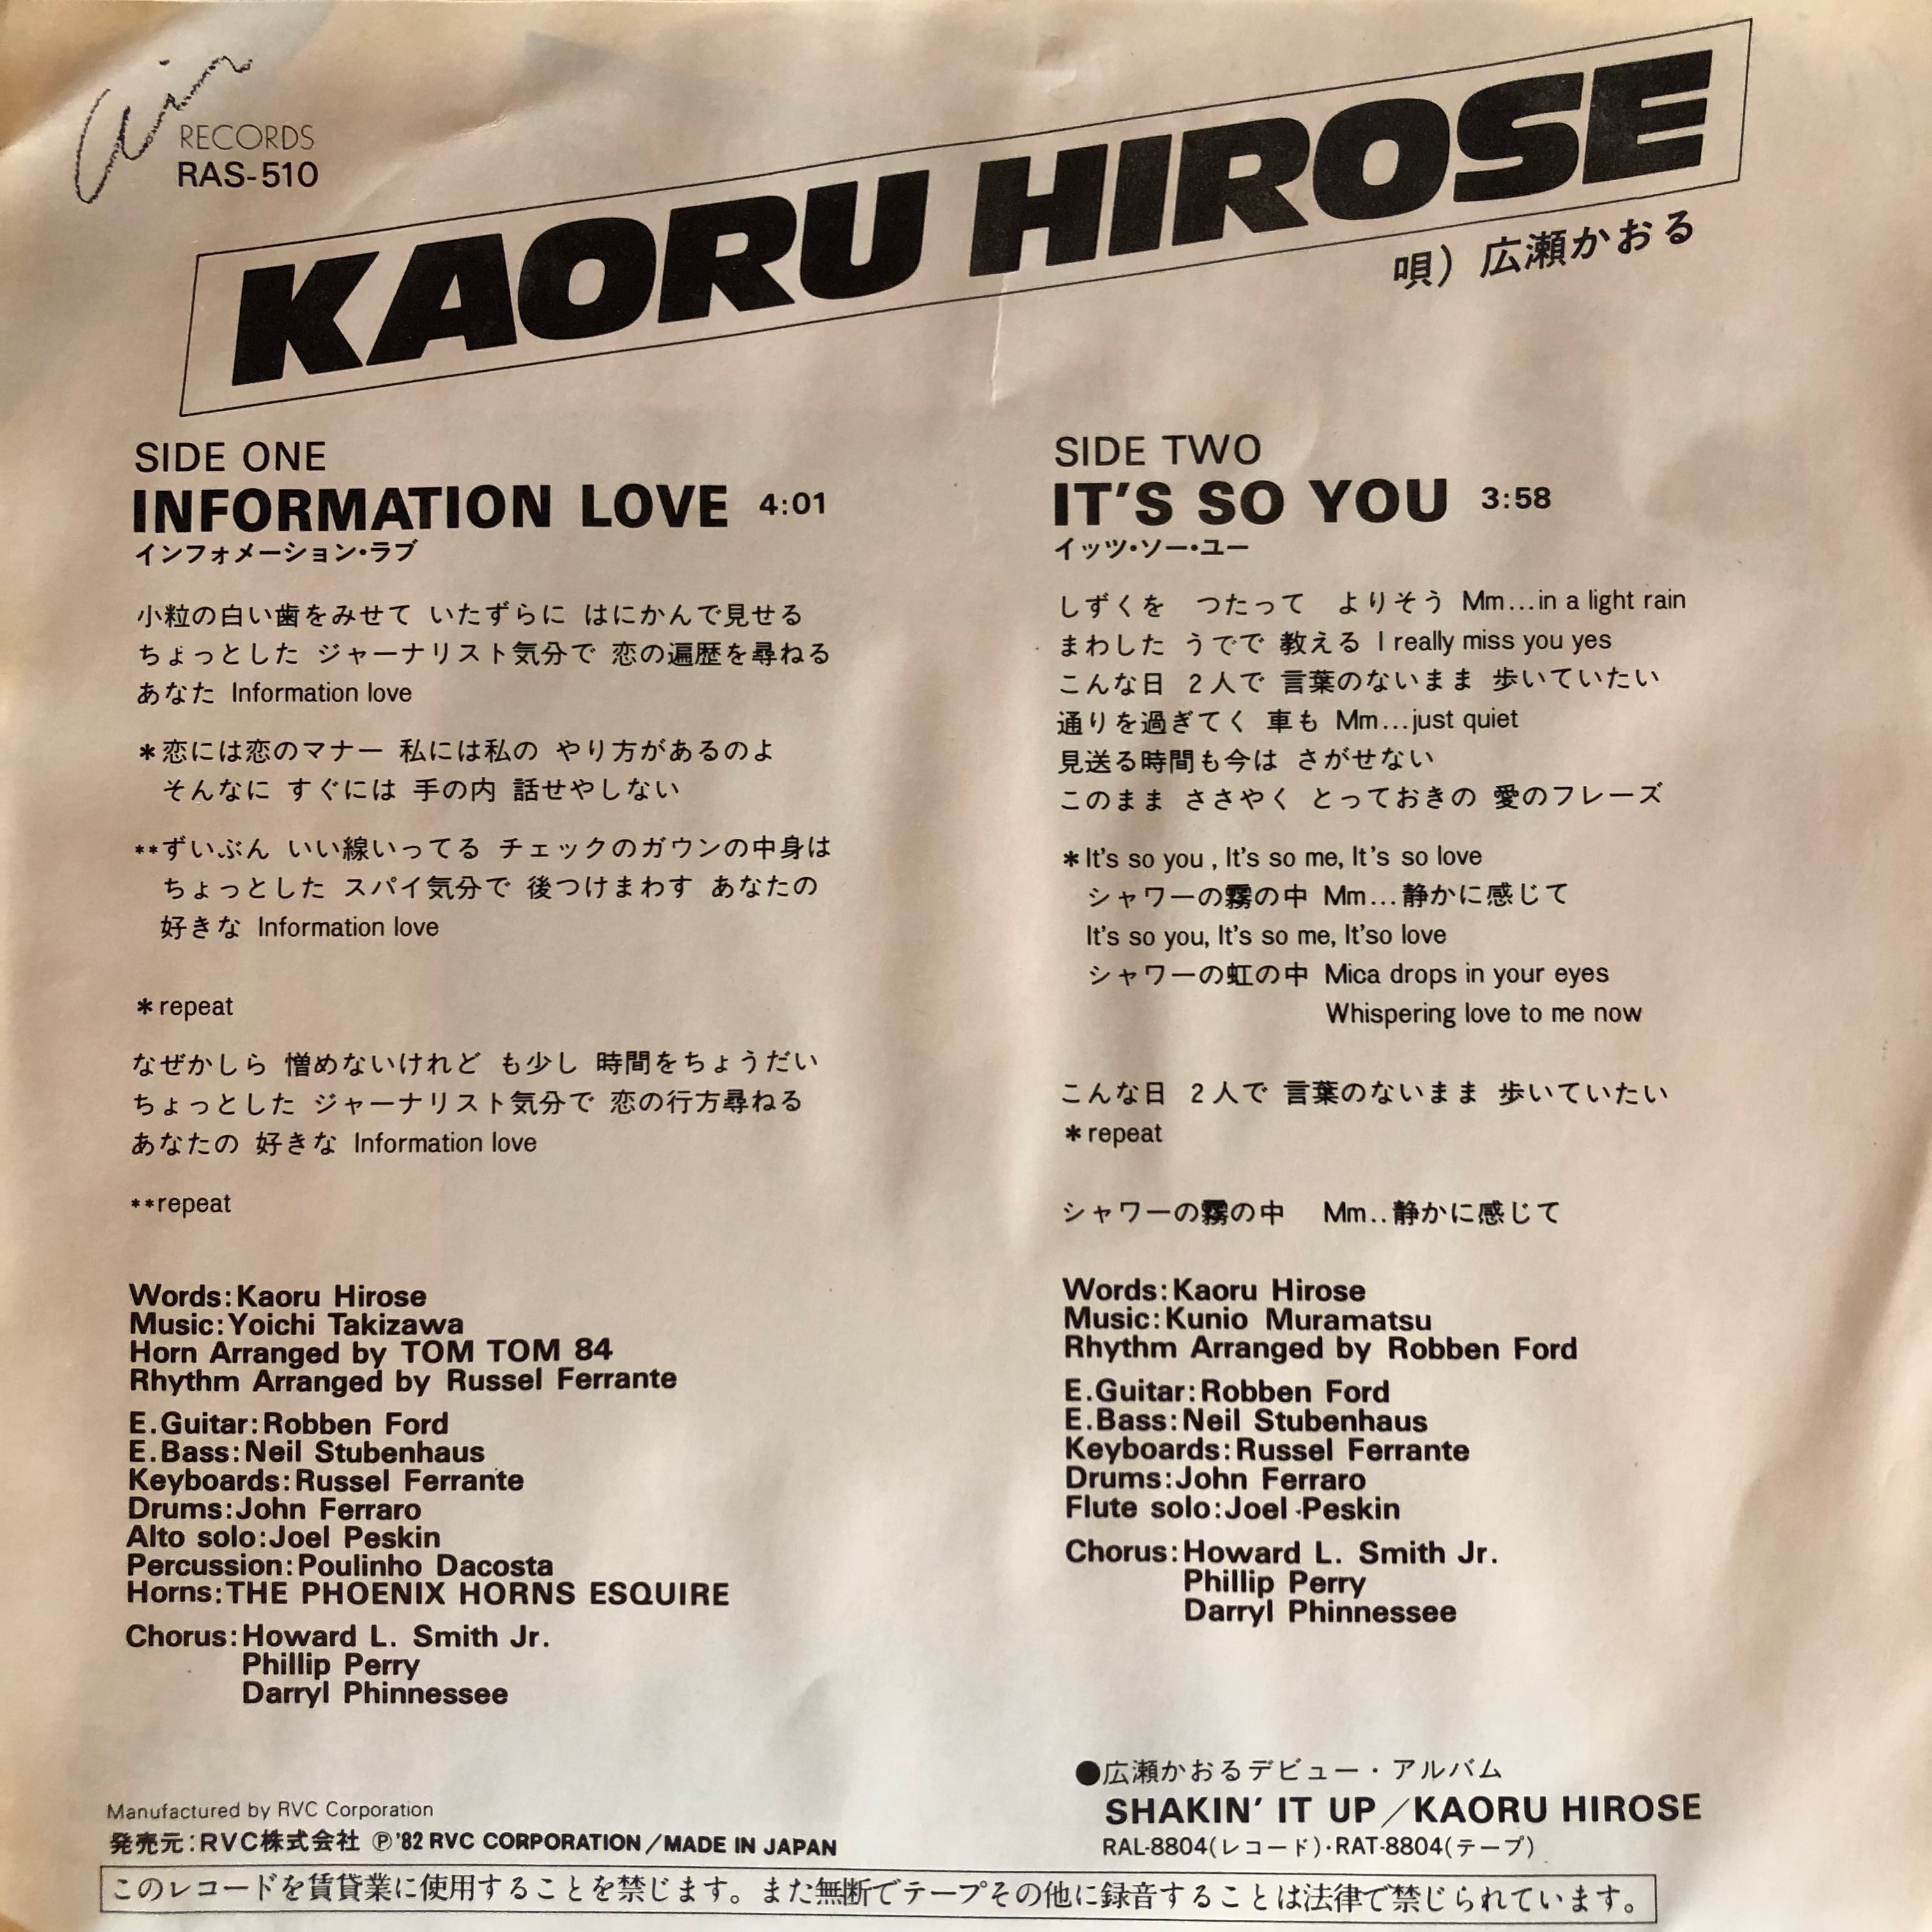 air
RECORDS
RAS-510
KAORU HIROSE
唄）広瀬かおる
SIDE ONE
INFORMATION LOVE 4:01
インフォメーション・ラブ
小粒の白い歯をみせて いたずらに はにかんで見せる
ちょっとした ジャーナリスト気分で 恋の遍歴を尋ねる
あなた Information love
*恋には恋のマナー 私には私の やり方があるのよ
そんなに すぐには 手の内 話せやしない
**ずいぶん いい線いってる チェックのガウンの中身は
ちょっとした スパイ気分で 後つけまわす あなたの
好きな Information love
*repeat
なぜかしら 憎めないけれど も少し 時間をちょうだい
ちょっとした ジャーナリスト気分で 恋の行方尋ねる
あなたの 好きな Information love
**repeat
Words:Kaoru Hirose
Music:Yoichi Takizawa
Horn Arranged by TOM TOM 84
Rhythm Arranged by Russel Ferrante
E.Guitar:Robben Ford
E.Bass:Neil Stubenhaus
Keyboards:Russel Ferrante
Drums:John Ferraro
Alto solo:Joel Peskin
Percussion:Poulinho Dacosta
Horns:THE PHOENIX HORNS ESQUIRE
Chorus:Howard L. Smith Jr.
Phillip Perry
Darryl Phinnessee
SIDE TWO
IT'S SO YOU 3:58
イッツ・ソー・ユー
しずくを つたって よりそう Mm...in a light rain
まわした うでで 教える I really miss you yes
こんな日 2人で 言葉のないまま 歩いていたい
通りを過ぎてく 車も Mm...just quiet
見送る時間も今は さがせない
このまま ささやく とっておきの 愛のフレーズ
*It's so you , It's so me, It's so love
シャワーの霧の中 Mm...静かに感じて
It's so you, It's so me, It'so love
シャワーの虹の中 Mica drops in your eyes
Whispering love to me now
こんな日 2人で 言葉のないまま 歩いていたい
*repeat
シャワーの霧の中 Mm..静かに感じて
Words:Kaoru Hirose
Music:Kunio Muramatsu
Rhythm Arranged by Robben Ford
E.Guitar:Robben Ford
E.Bass:Neil Stubenhaus
Keyboards:Russel Ferrante
Drums:John Ferraro
Flute solo:Joel Peskin
Chorus:Howard L. Smith Jr.
Phillip Perry
Darryl Phinnessee
●広瀬かおるデビュー・アルバム
SHAKIN' IT UP／KAORU HIROSE
RAL-8804(レコード)・RAT-8804(テープ)
Manufactured by RVC Corporation
発売元:RVC株式会社 Ⓟ'82 RVC CORPORATION／MADE IN JAPAN
このレコードを賃貸業に使用することを禁じます。また無断でテープその他に録音することは法律で禁じられています。